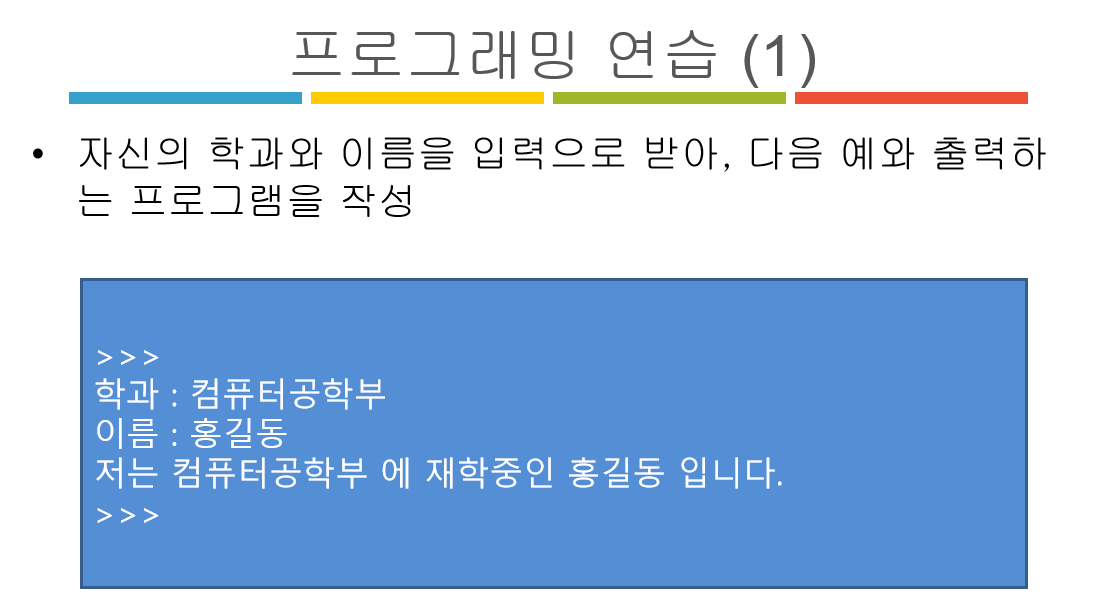 프로그래밍 연습 (1)
• 자신의 학과와 이름을 입력으로 받아, 다음 예와 출력하
는 프로그램을 작성
>>>
학과 : 컴퓨터공학부
이름 : 홍길동
저는 컴퓨터공학부 에 재학중인 홍길동 입니다.
>>>